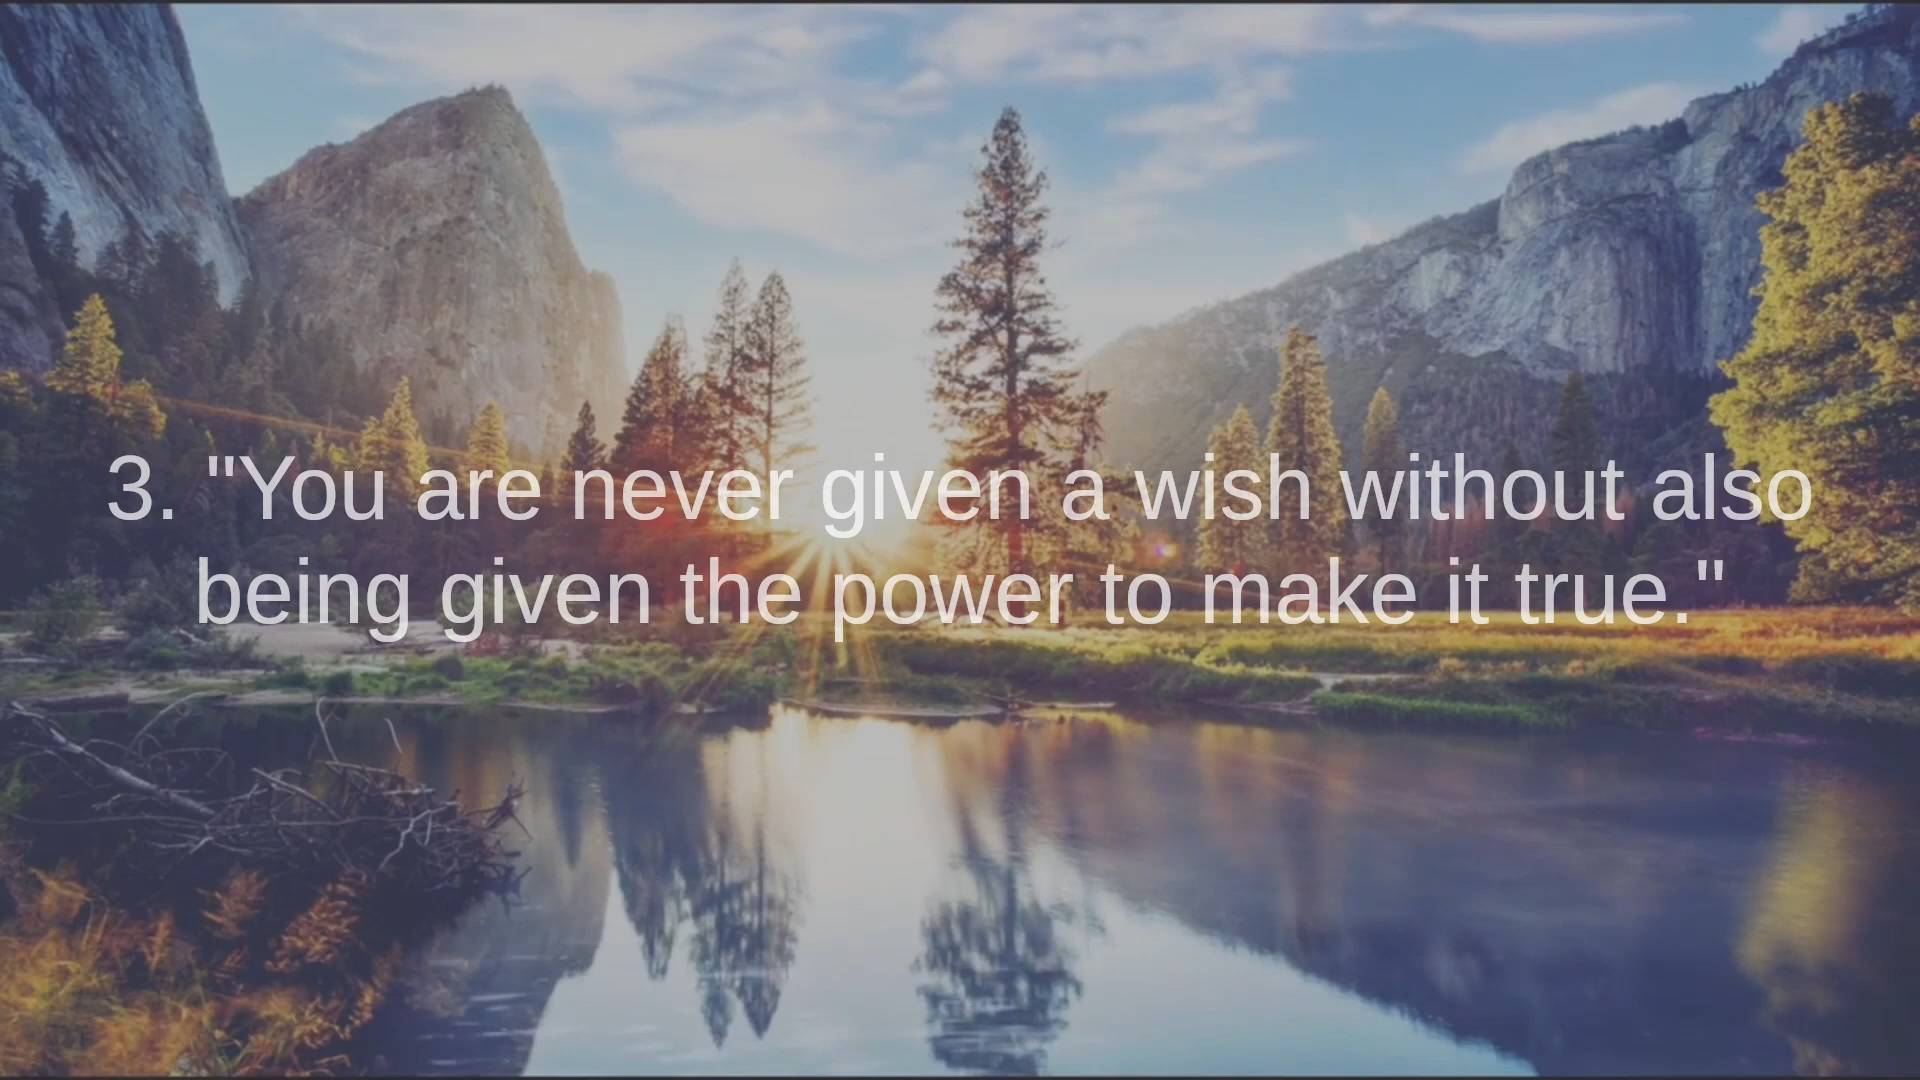 3. "You are never given a wish without also
being given the power to make it true."